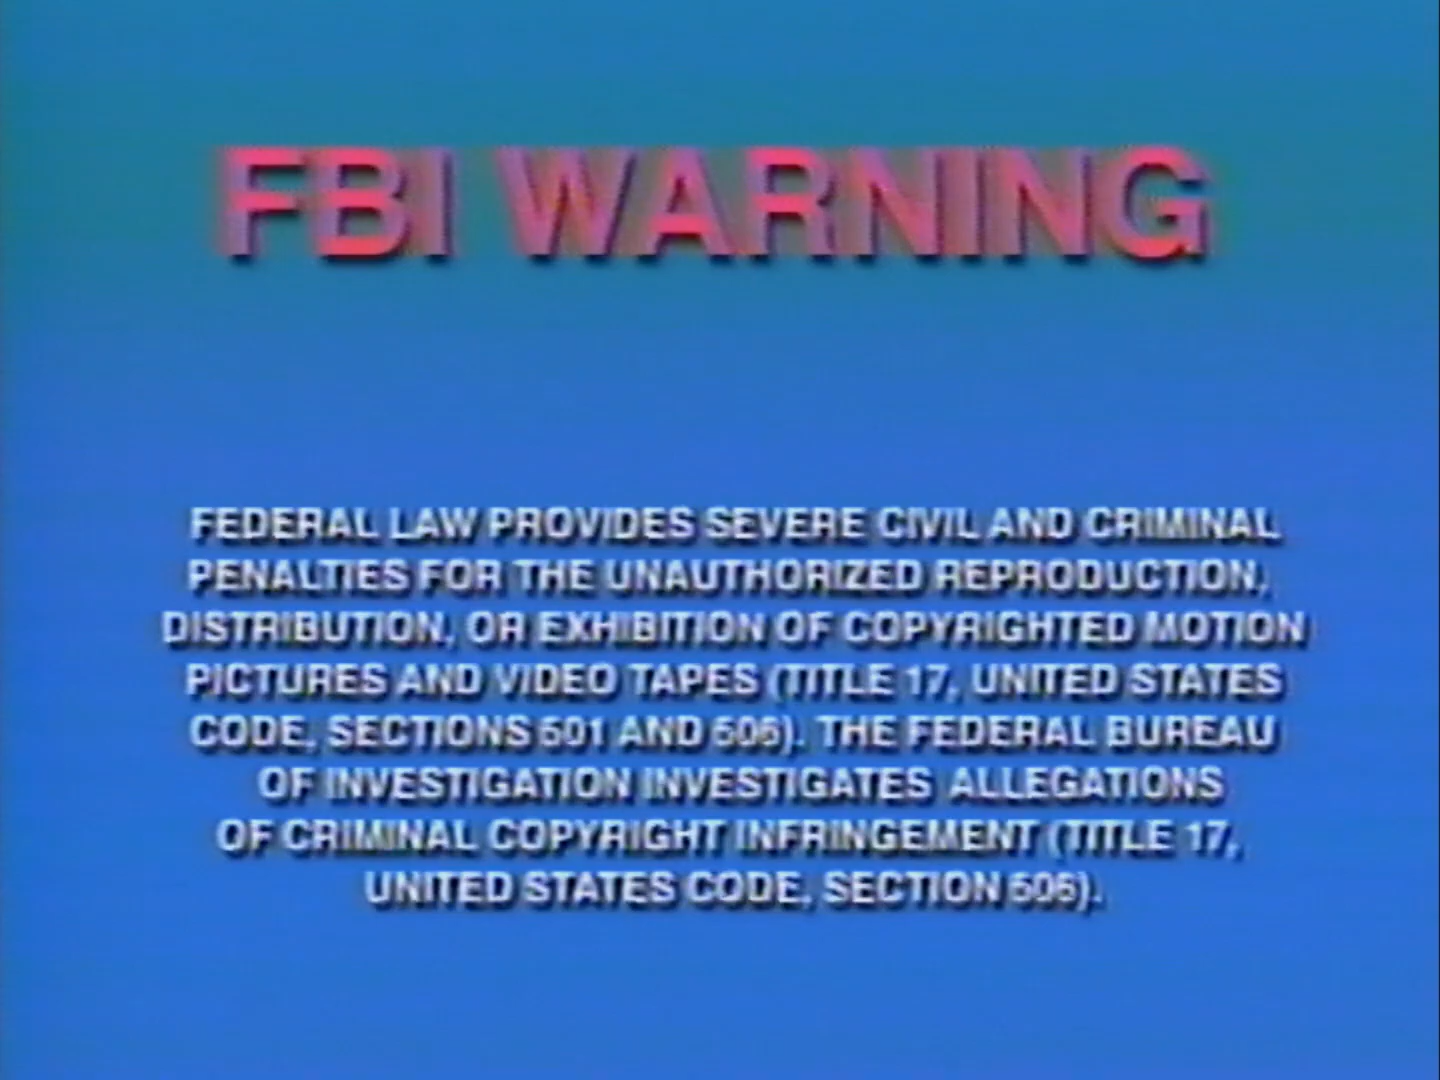 FBI WARNING
FEDERAL LAW PROVIDES SEVERE CIVIL AND CRIMINAL
PENALTIES FOR THE UNAUTHORIZED REPRODUCTION,
DISTRIBUTION, OR EXHIBITION OF COPYRIGHTED MOTION
PICTURES AND VIDEO TAPES (TITLE 17, UNITED STATES
CODE, SECTIONS 501 AND 506). THE FEDERAL BUREAU
OF INVESTIGATION INVESTIGATES ALLEGATIONS
OF CRIMINAL COPYRIGHT INFRINGEMENT (TITLE 17,
UNITED STATES CODE, SECTION 506).